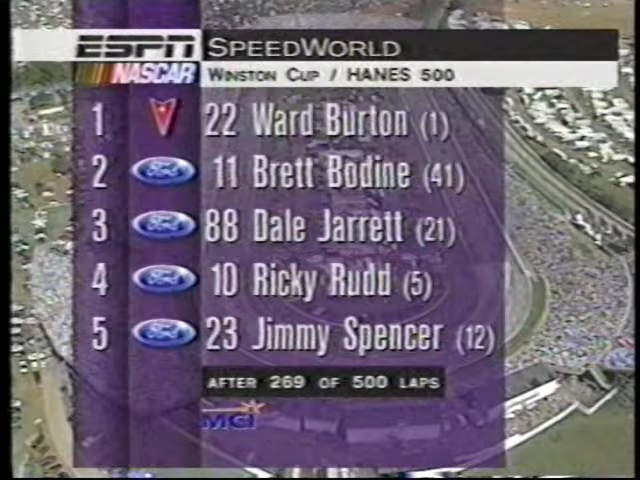 ESPN SPEEDWORLD
NASCAR WINSTON CUP / HANES 500
1 22 Ward Burton (1)
2 Ford 11 Brett Bodine (41)
3 Ford 88 Dale Jarrett (21)
4 Ford 10 Ricky Rudd (5)
5 Ford 23 Jimmy Spencer (12)
AFTER 269 OF 500 LAPS
MCI